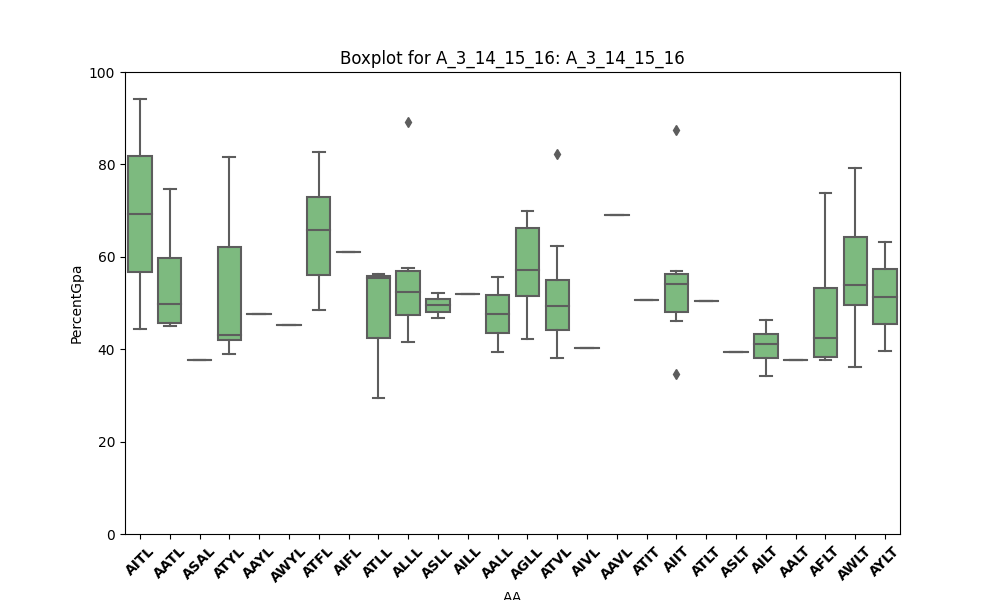 Boxplot for A_3_14_15_16: A_3_14_15_16
100
80
60
40
20
0
PercentGpa
AITL AATL ASAL ATYL AAYL AWYL ATFL AIFL ATLL ALLL ASLL AILL AALL AGLL ATVL AIVL AAVL ATIT AIIT ATLT ASLT AILT AALT AFLT AWLT AYLT
AA